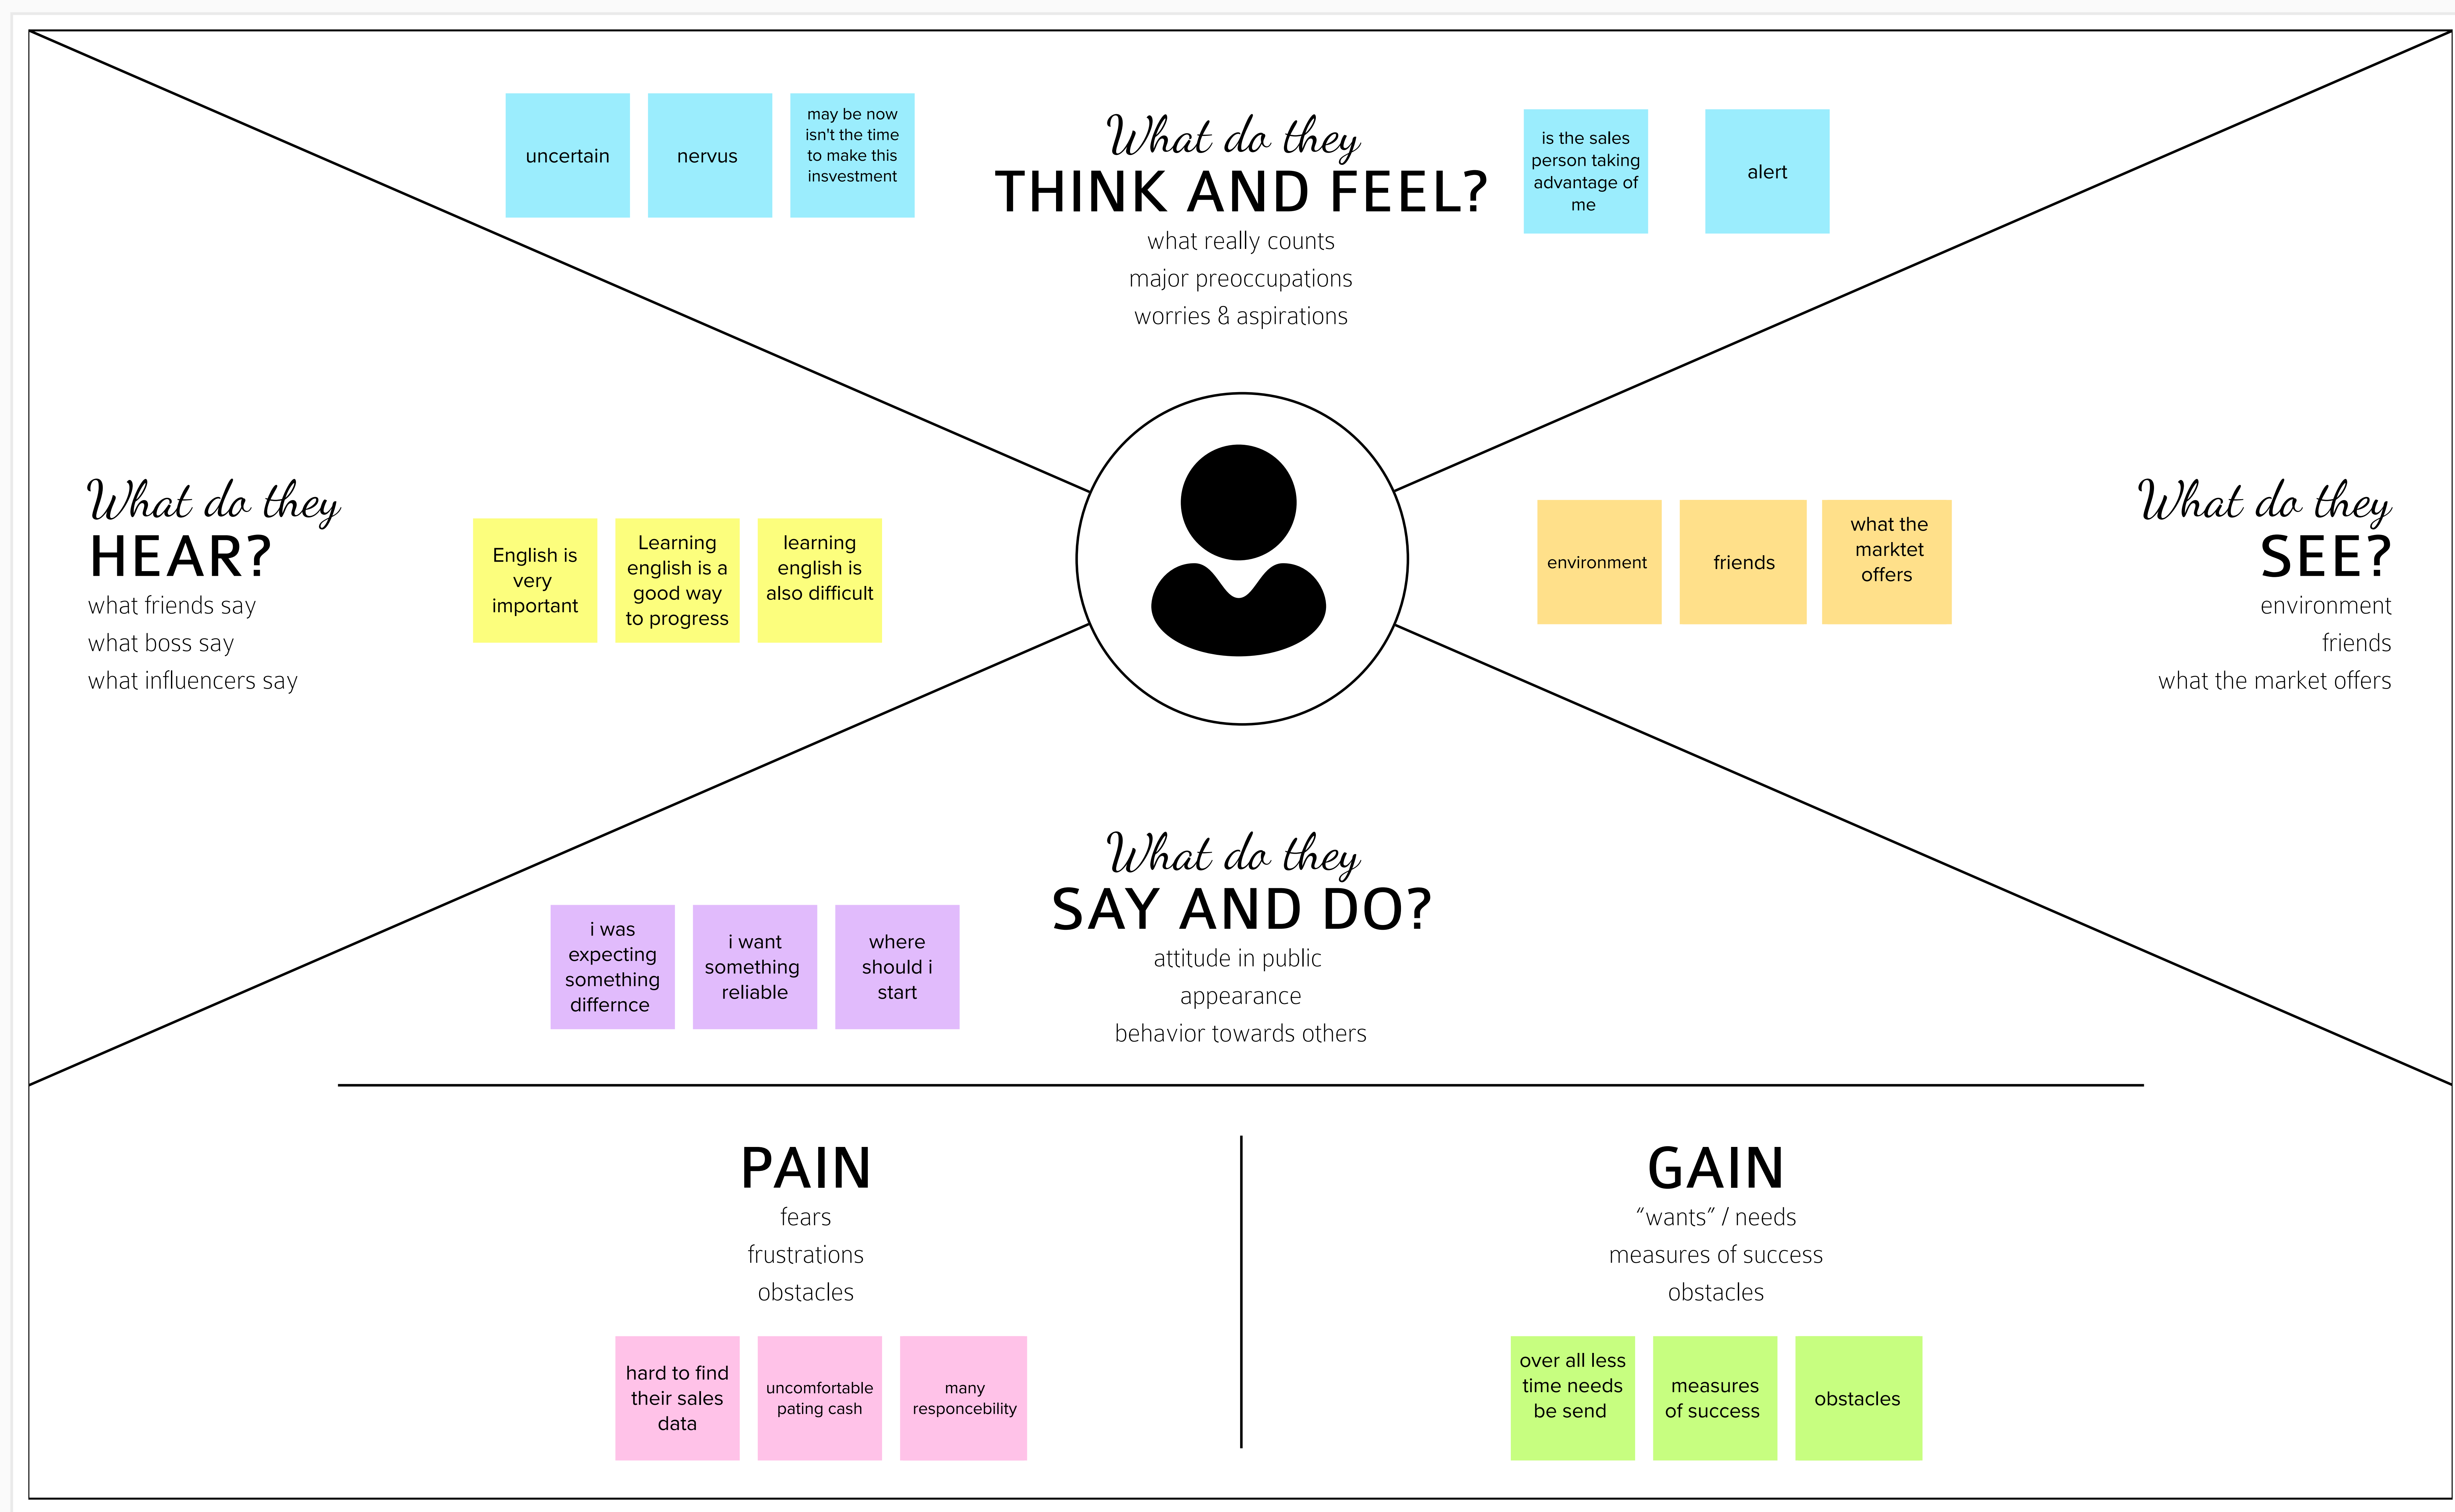 uncertain
nervus
may be now
isn't the time
to make this
insvestment
What do they
THINK AND FEEL?
what really counts
major preoccupations
worries & aspirations
is the sales
person taking
advantage of
me
alert
What do they
HEAR?
what friends say
what boss say
what influencers say
English is
very
important
Learning
english is a
good way
to progress
learning
english is
also difficult
environment
friends
what the
marktet
offers
What do they
SEE?
environment
friends
what the market offers
What do they
SAY AND DO?
attitude in public
appearance
behavior towards others
i was
expecting
something
differnce
i want
something
reliable
where
should i
start
PAIN
fears
frustrations
obstacles
hard to find
their sales
data
uncomfortable
pating cash
many
responcebility
GAIN
“wants” / needs
measures of success
obstacles
over all less
time needs
be send
measures
of success
obstacles